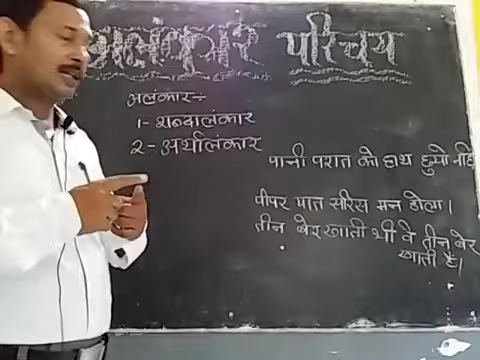 अलंकार परिचय
अलंकार :-
1- शब्दालंकार
2- अर्थालंकार
पानी परात को हाथ छुयो नहि
पीपर पात सरिस मन डोला।
तीन बेर खाती थी वे तीन बेर
खाती हैं।